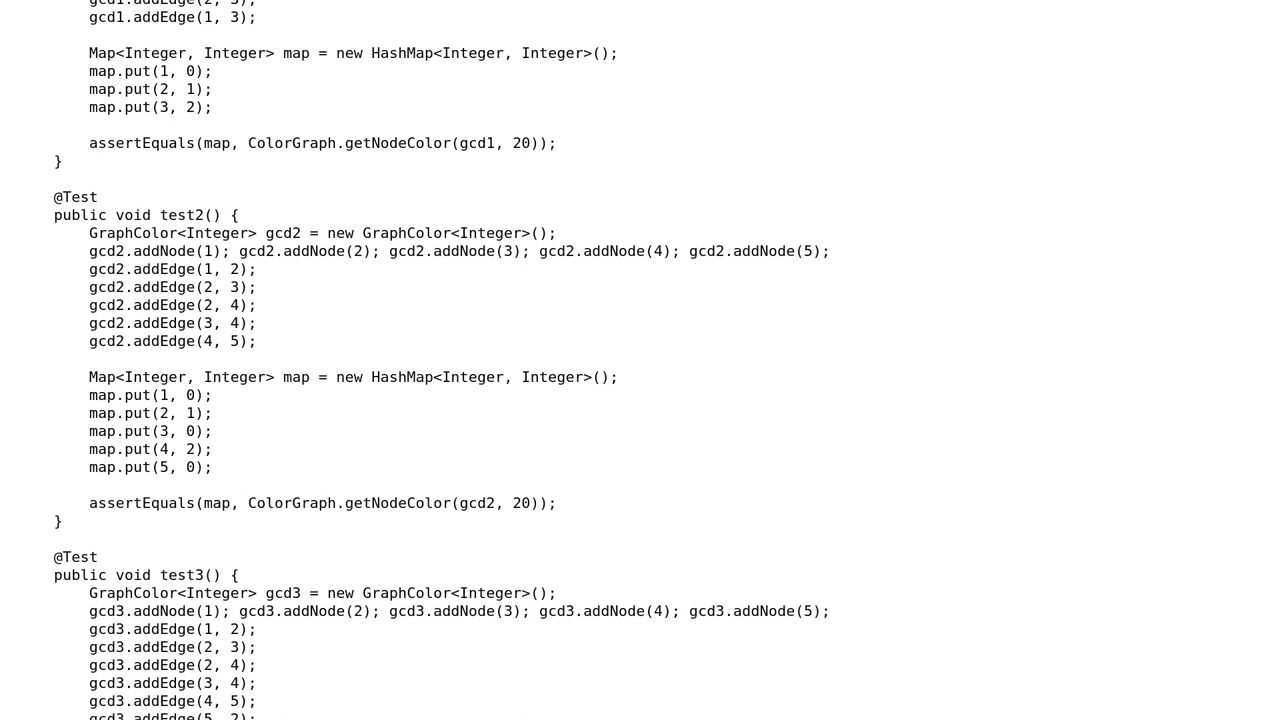 gcd1.addEdge(2, 3);
gcd1.addEdge(1, 3);
Map<Integer, Integer> map = new HashMap<Integer, Integer>();
map.put(1, 0);
map.put(2, 1);
map.put(3, 2);
assertEquals(map, ColorGraph.getNodeColor(gcd1, 20));
}
@Test
public void test2() {
GraphColor<Integer> gcd2 = new GraphColor<Integer>();
gcd2.addNode(1); gcd2.addNode(2); gcd2.addNode(3); gcd2.addNode(4); gcd2.addNode(5);
gcd2.addEdge(1, 2);
gcd2.addEdge(2, 3);
gcd2.addEdge(2, 4);
gcd2.addEdge(3, 4);
gcd2.addEdge(4, 5);
Map<Integer, Integer> map = new HashMap<Integer, Integer>();
map.put(1, 0);
map.put(2, 1);
map.put(3, 0);
map.put(4, 2);
map.put(5, 0);
assertEquals(map, ColorGraph.getNodeColor(gcd2, 20));
}
@Test
public void test3() {
GraphColor<Integer> gcd3 = new GraphColor<Integer>();
gcd3.addNode(1); gcd3.addNode(2); gcd3.addNode(3); gcd3.addNode(4); gcd3.addNode(5);
gcd3.addEdge(1, 2);
gcd3.addEdge(2, 3);
gcd3.addEdge(2, 4);
gcd3.addEdge(3, 4);
gcd3.addEdge(4, 5);
gcd3.addEdge(5, 2);